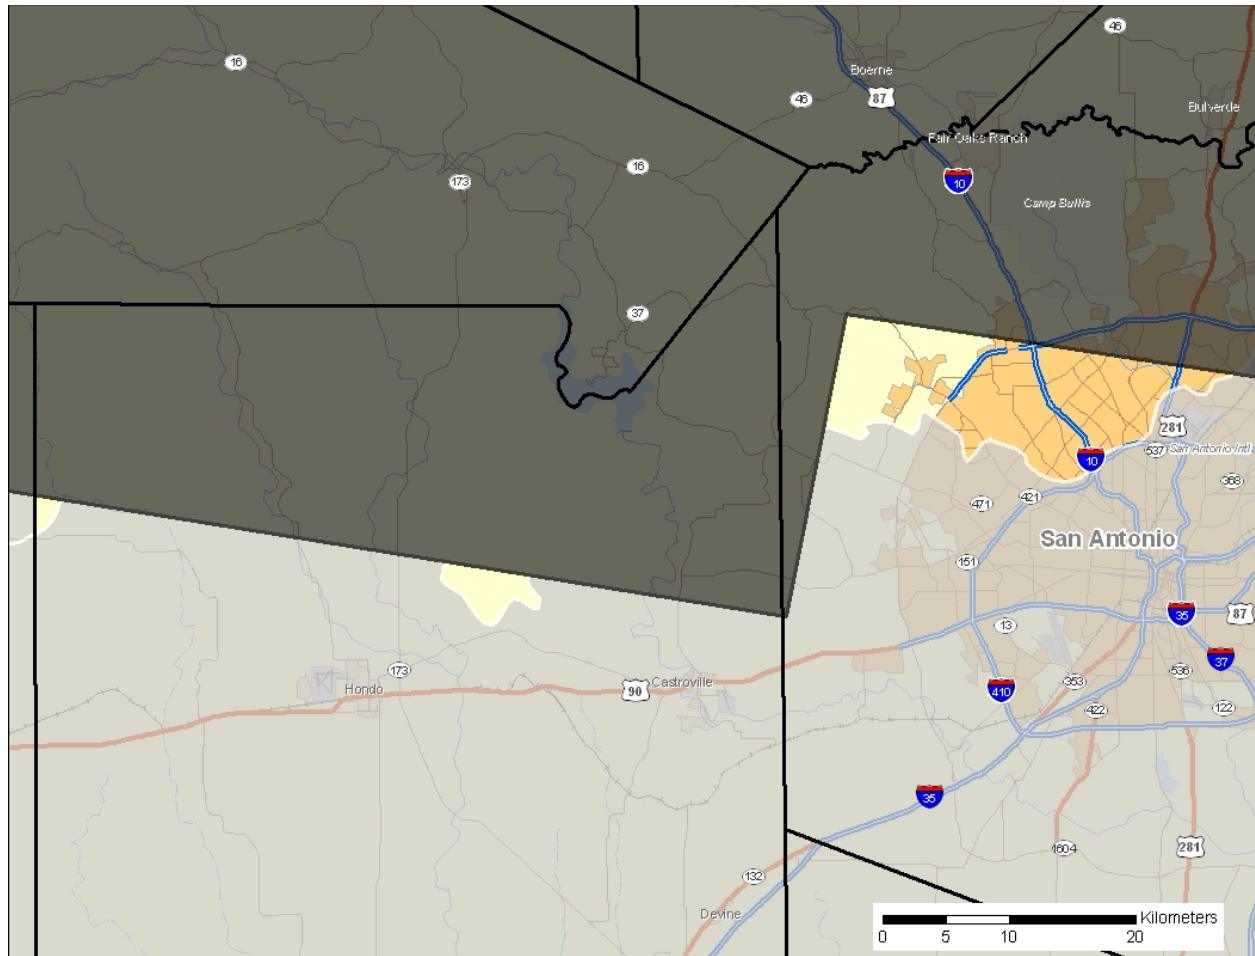 46
16
Boerne
87
46
Bulverde
Fair Oaks Ranch
16
173
10
Camp Bullis
37
281
10
537
San Antonio Intl
368
471
421
San Antonio
151
35
87
13
37
173
536
Hondo
90
Castroville
353
410
422
122
35
1604
281
132
Devine
Kilometers
0 5 10 20